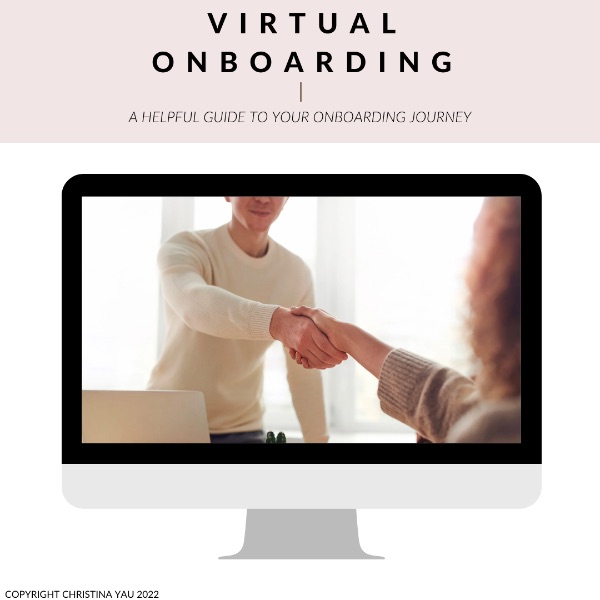 VIRTUAL
ONBOARDING
A HELPFUL GUIDE TO YOUR ONBOARDING JOURNEY
COPYRIGHT CHRISTINA YAU 2022